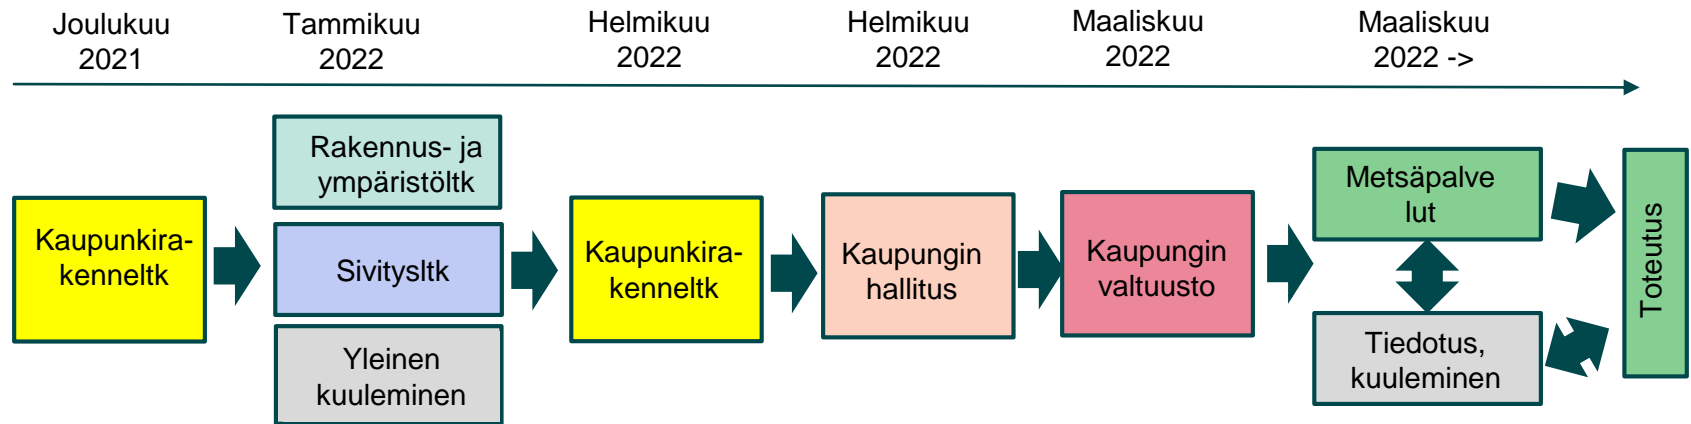 Joulukuu
2021
Tammikuu
2022
Helmikuu
2022
Helmikuu
2022
Maaliskuu
2022
Maaliskuu
2022 ->
Kaupunkira-
kenneltk
Rakennus- ja
ympäristöltk
Sivitysltk
Yleinen
kuuleminen
Kaupunkira-
kenneltk
Kaupungin
hallitus
Kaupungin
valtuusto
Metsäpalve
lut
Tiedotus,
kuuleminen
Toteutus